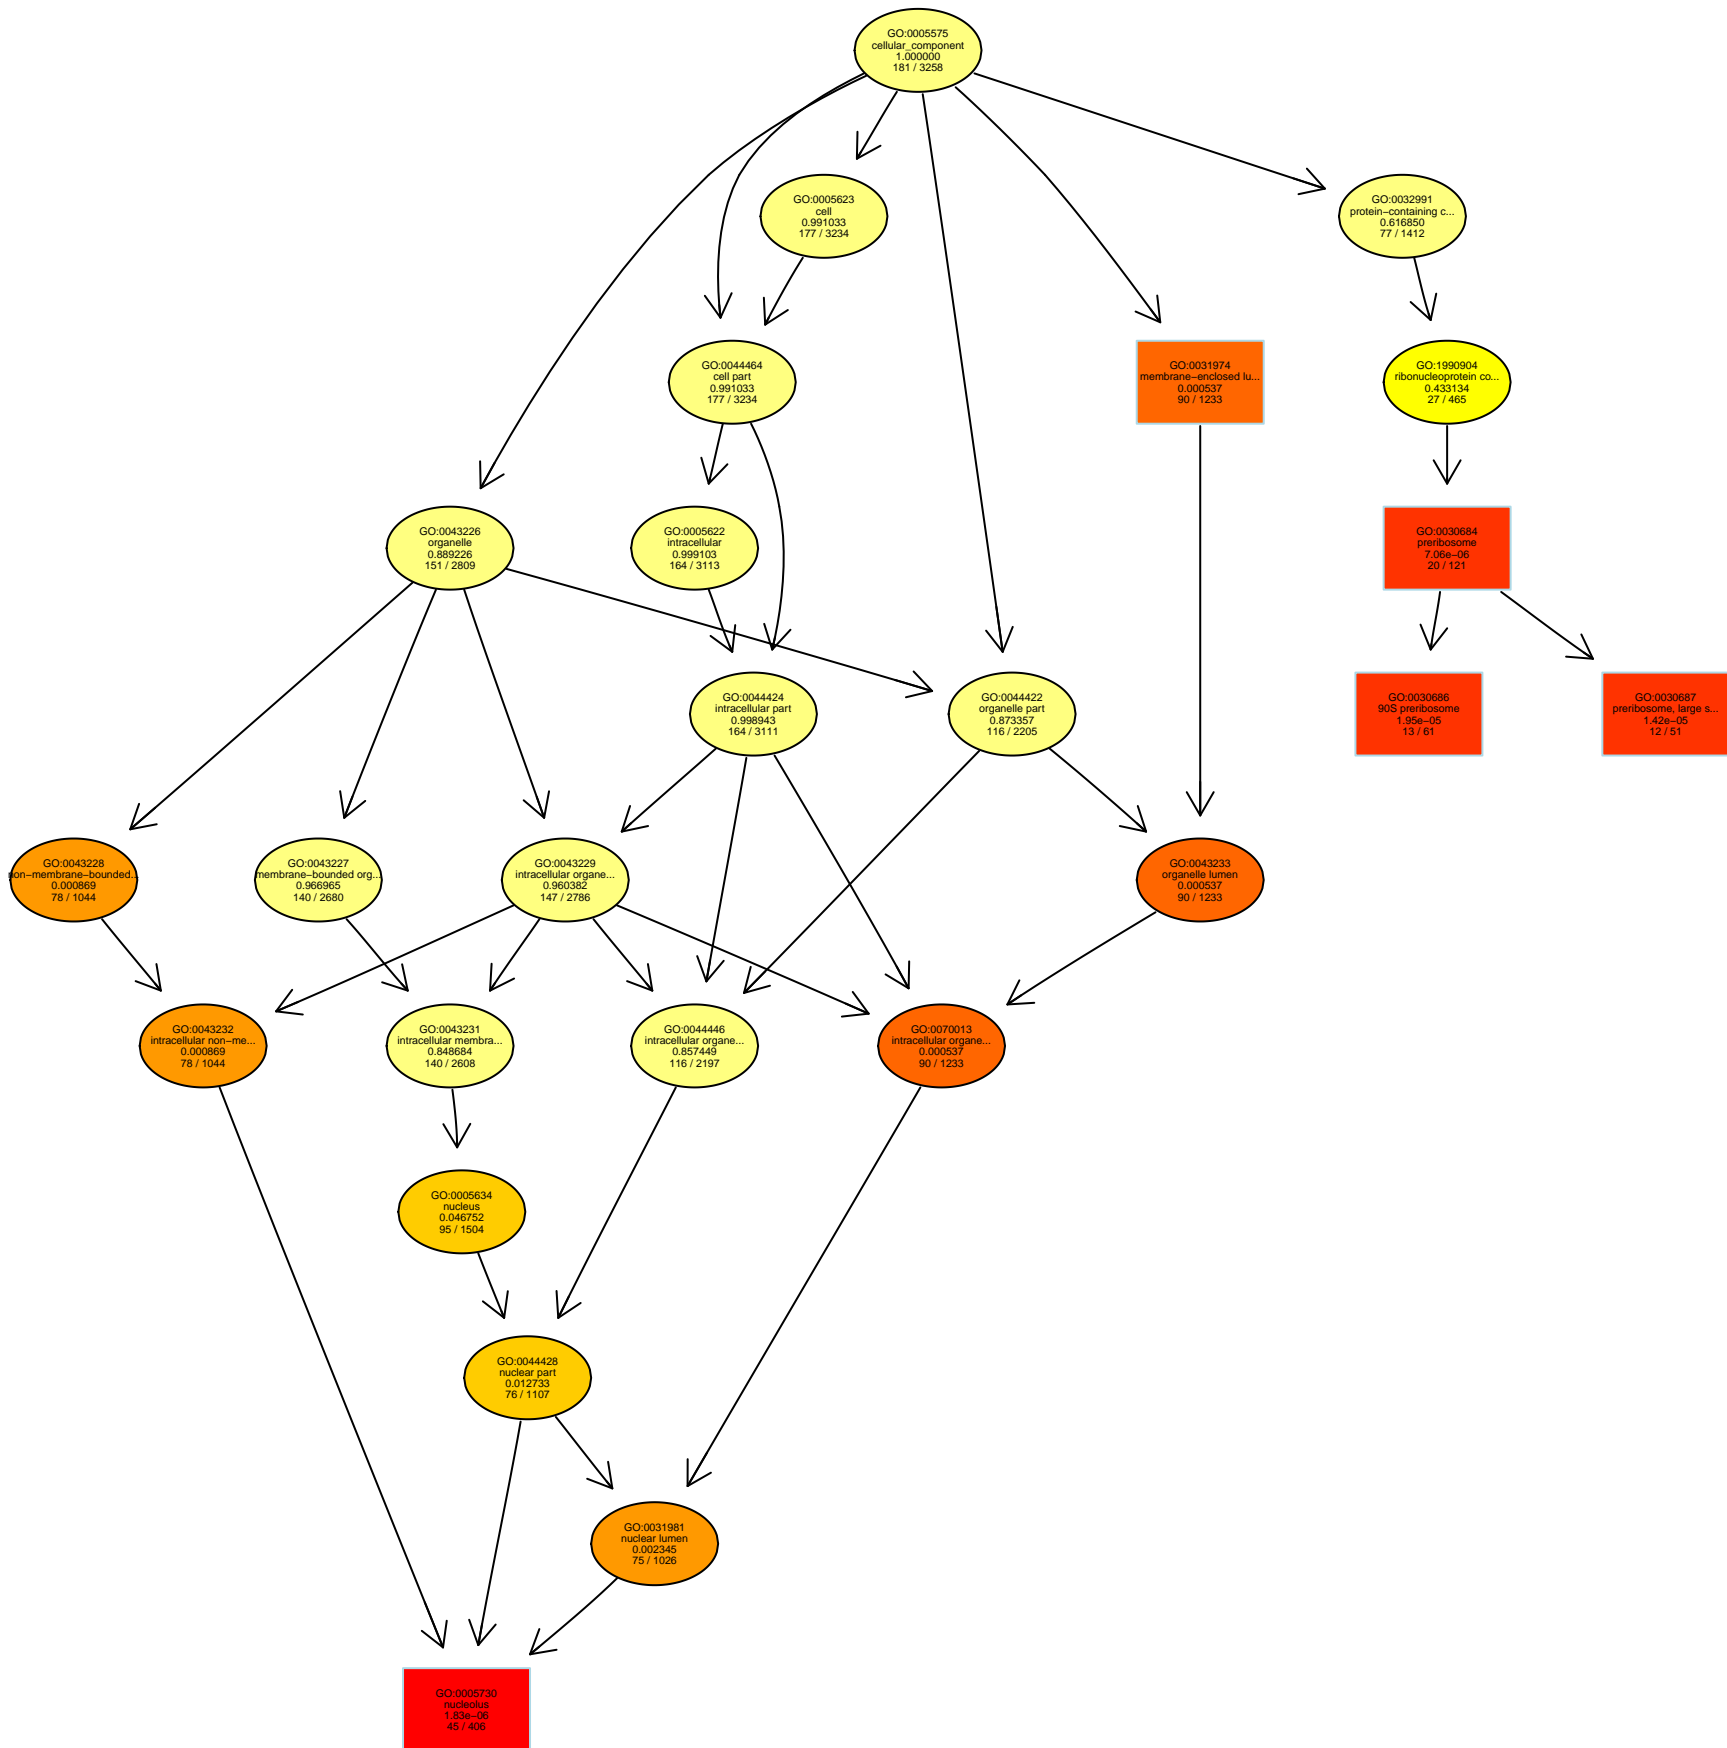 GO:0005575
cellular_component
1.000000
181 / 3258
GO:0005623
cell
0.991033
177 / 3234
GO:0032991
protein−containing c...
0.616850
77 / 1412
GO:0044464
cell part
0.991033
177 / 3234
GO:0031974
membrane−enclosed lu...
0.000537
90 / 1233
GO:1990904
ribonucleoprotein co...
0.433134
27 / 465
GO:0043226
organelle
0.889226
151 / 2809
GO:0005622
intracellular
0.999103
164 / 3113
GO:0030684
preribosome
7.06e−06
20 / 121
GO:0044424
intracellular part
0.998943
164 / 3111
GO:0044422
organelle part
0.873357
116 / 2205
GO:0030686
90S preribosome
1.95e−05
13 / 61
GO:0030687
preribosome, large s...
1.42e−05
12 / 51
GO:0043228
non−membrane−bounded...
0.000869
78 / 1044
GO:0043227
membrane−bounded org...
0.966965
140 / 2680
GO:0043229
intracellular organe...
0.960382
147 / 2786
GO:0043233
organelle lumen
0.000537
90 / 1233
GO:0043232
intracellular non−me...
0.000869
78 / 1044
GO:0043231
intracellular membra...
0.848684
140 / 2608
GO:0044446
intracellular organe...
0.857449
116 / 2197
GO:0070013
intracellular organe...
0.000537
90 / 1233
GO:0005634
nucleus
0.046752
95 / 1504
GO:0044428
nuclear part
0.012733
76 / 1107
GO:0031981
nuclear lumen
0.002345
75 / 1026
GO:0005730
nucleolus
1.83e−06
45 / 406